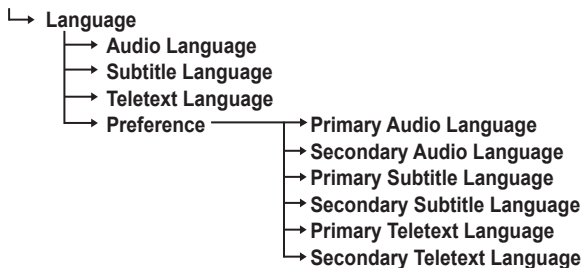 Language
Audio Language
Subtitle Language
Teletext Language
Preference
Primary Audio Language
Secondary Audio Language
Primary Subtitle Language
Secondary Subtitle Language
Primary Teletext Language
Secondary Teletext Language